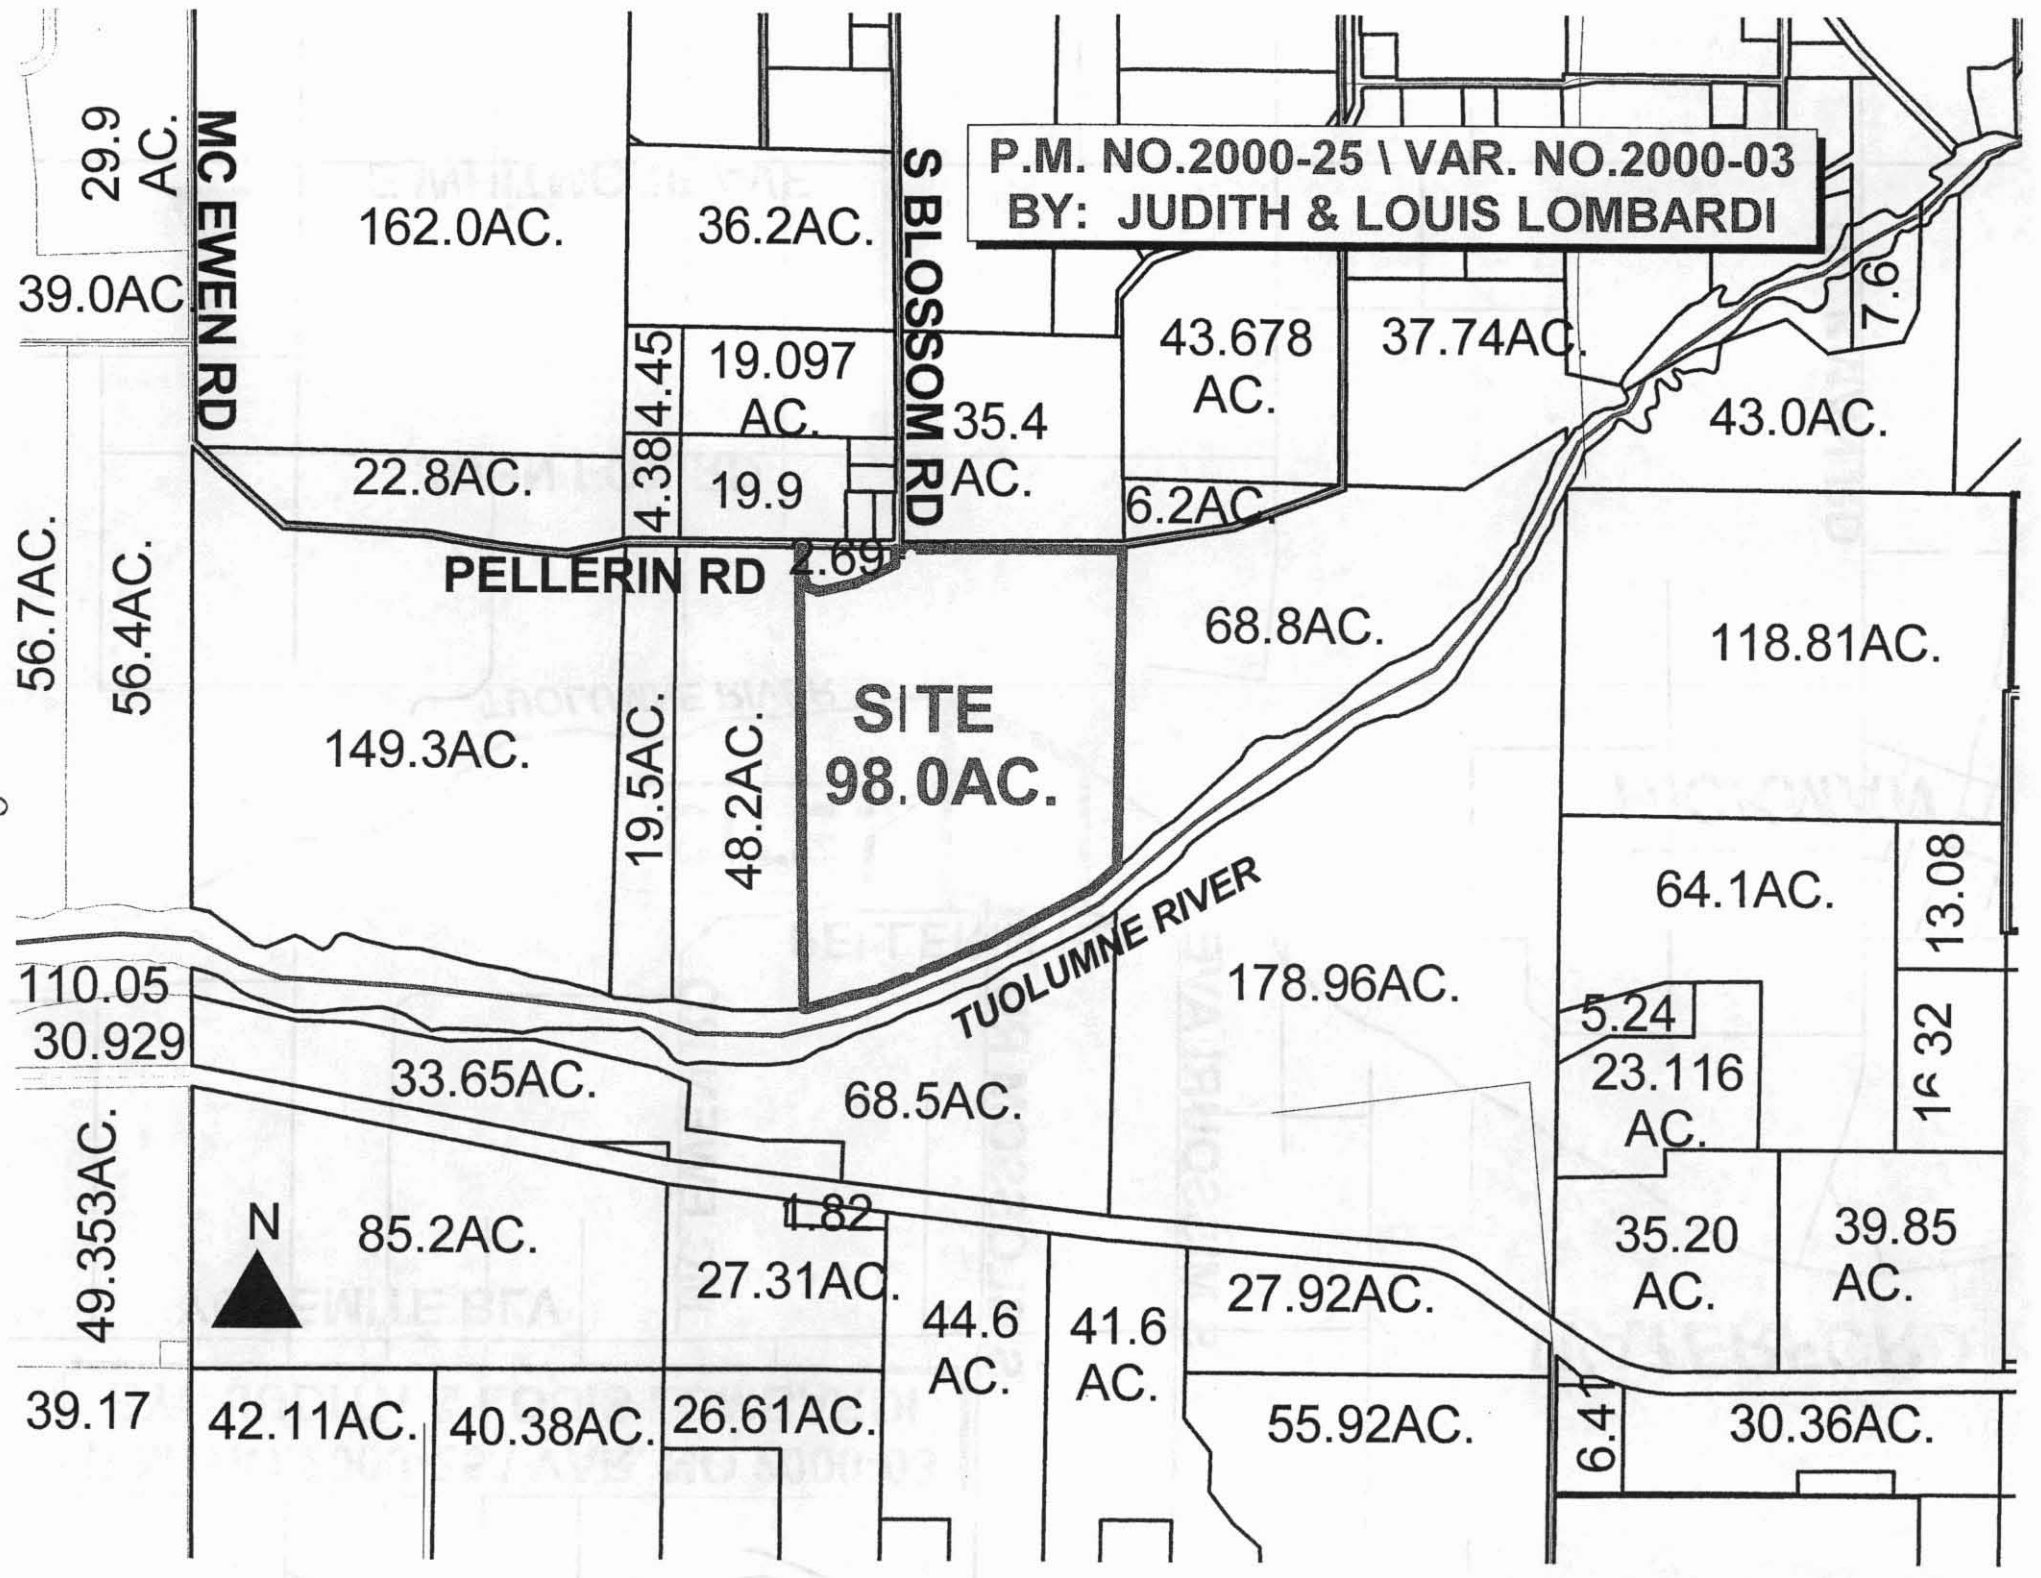 P.M. NO.2000-25 \ VAR. NO.2000-03
BY: JUDITH & LOUIS LOMBARDI
29.9
AC.
MC EWEN RD
162.0AC.
36.2AC.
S BLOSSOM RD
39.0AC
7.6
4.45
19.097
AC.
43.678
AC.
37.74AC.
35.4
AC.
43.0AC.
22.8AC.
4.38
19.9
6.2AC.
56.7AC.
56.4AC.
PELLERIN RD
2.69
68.8AC.
118.81AC.
149.3AC.
19.5AC.
48.2AC.
SITE
98.0AC.
64.1AC.
13.08
TUOLUMNE RIVER
178.96AC.
110.05
30.929
5.24
23.116
AC.
33.65AC.
68.5AC.
49.353AC.
N
85.2AC.
1.82
27.31AC.
44.6
AC.
41.6
AC.
27.92AC.
35.20
AC.
39.85
AC.
39.17
42.11AC.
40.38AC.
26.61AC.
55.92AC.
6.41
30.36AC.